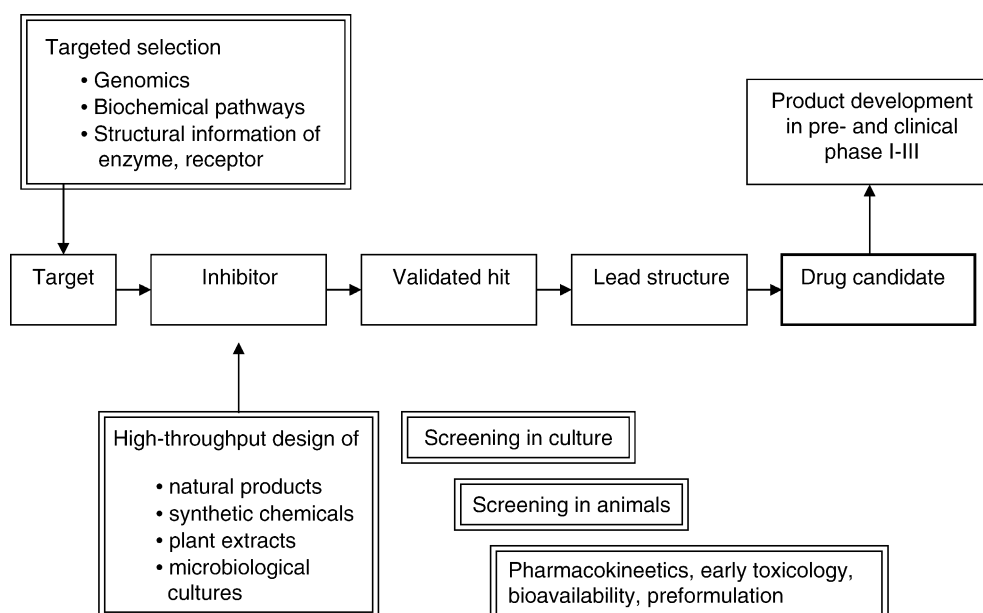 Targeted selection
• Genomics
• Biochemical pathways
• Structural information of
enzyme, receptor
Product development
in pre- and clinical
phase I-III
Target
Inhibitor
Validated hit
Lead structure
Drug candidate
High-throughput design of
• natural products
• synthetic chemicals
• plant extracts
• microbiological
cultures
Screening in culture
Screening in animals
Pharmacokineetics, early toxicology,
bioavailability, preformulation